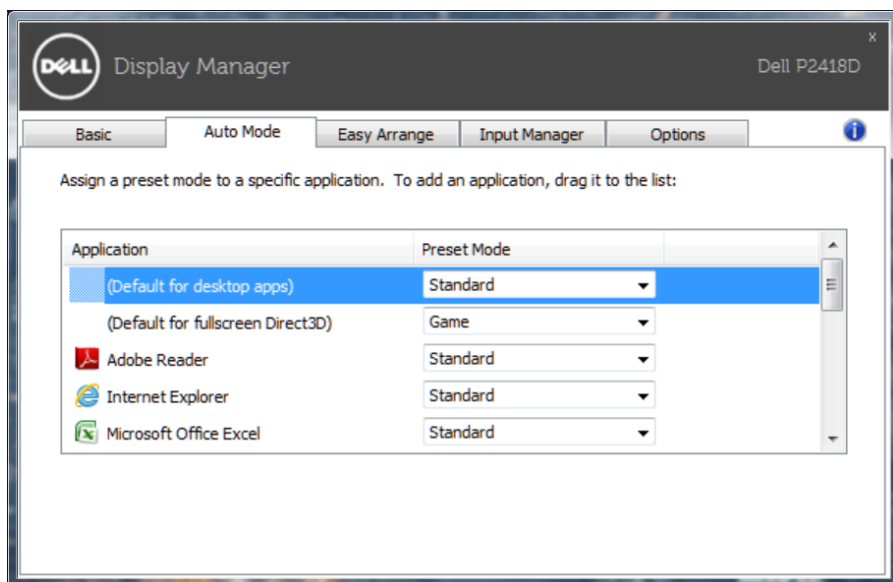 x
DELL Display Manager Dell P2418D
Basic Auto Mode Easy Arrange Input Manager Options i
Assign a preset mode to a specific application. To add an application, drag it to the list:
Application Preset Mode
(Default for desktop apps) Standard
(Default for fullscreen Direct3D) Game
Adobe Reader Standard
Internet Explorer Standard
Microsoft Office Excel Standard